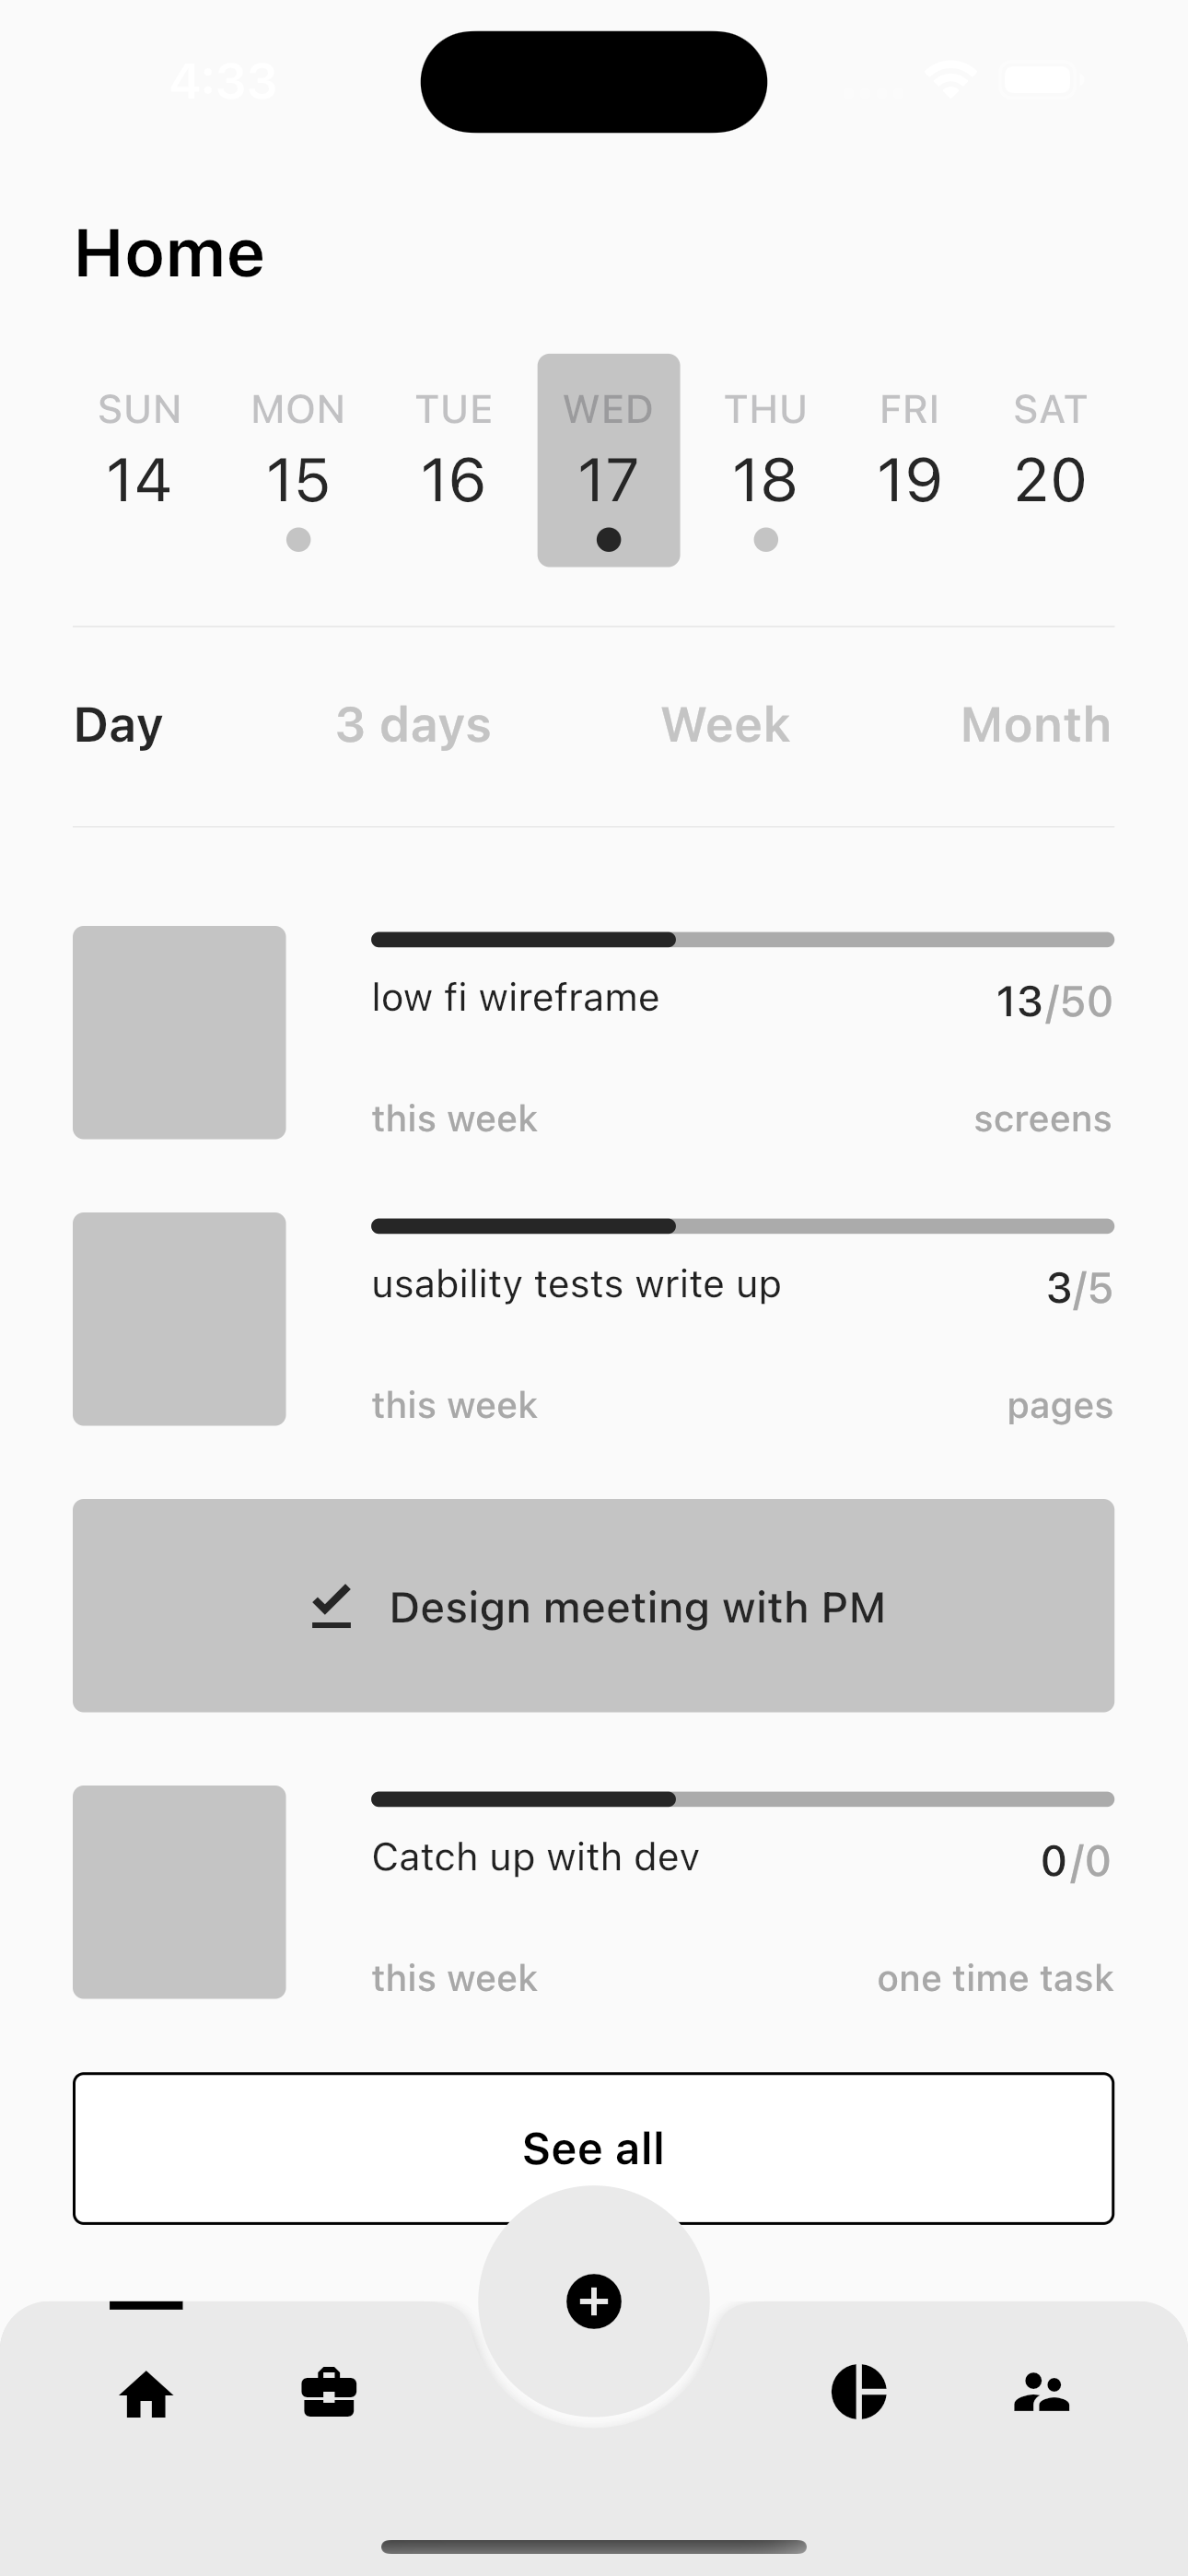 4:33
Home
SUN MON TUE WED THU FRI SAT
14 15 16 17 18 19 20
Day 3 days Week Month
low fi wireframe 13/50
this week screens
usability tests write up 3/5
this week pages
Design meeting with PM
Catch up with dev 0/0
this week one time task
See all